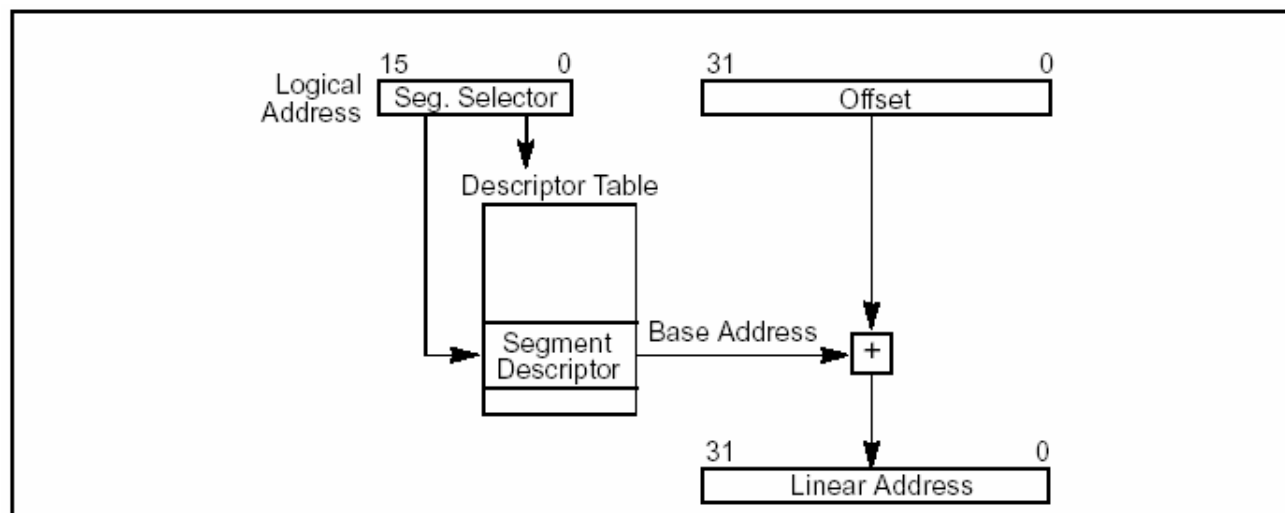 15 0
31 0
Logical
Address
Seg. Selector
Offset
Descriptor Table
Base Address
+
Segment
Descriptor
31 0
Linear Address